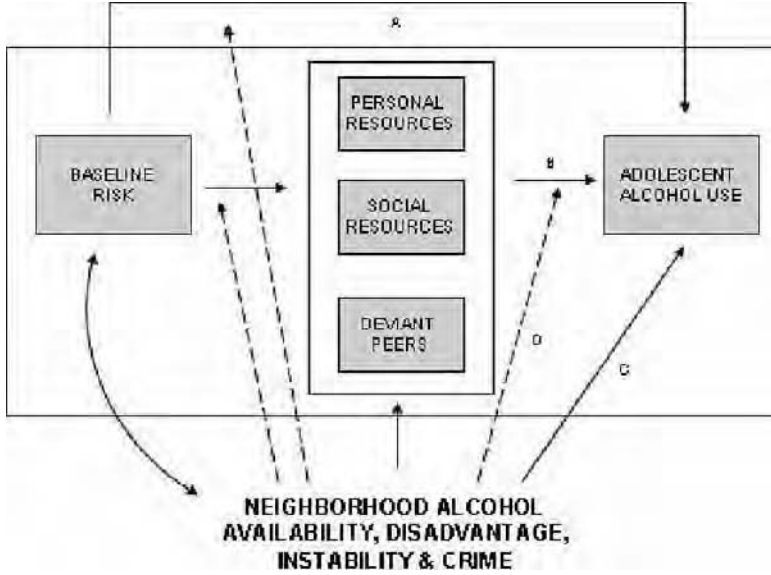 A
PERSONAL
RESOURCES
BASELINE
RISK
B
ADOLESCENT
ALCOHOL USE
SOCIAL
RESOURCES
DEVIANT
PEERS
D
C
NEIGHBORHOOD ALCOHOL
AVAILABILITY, DISADVANTAGE,
INSTABILITY & CRIME